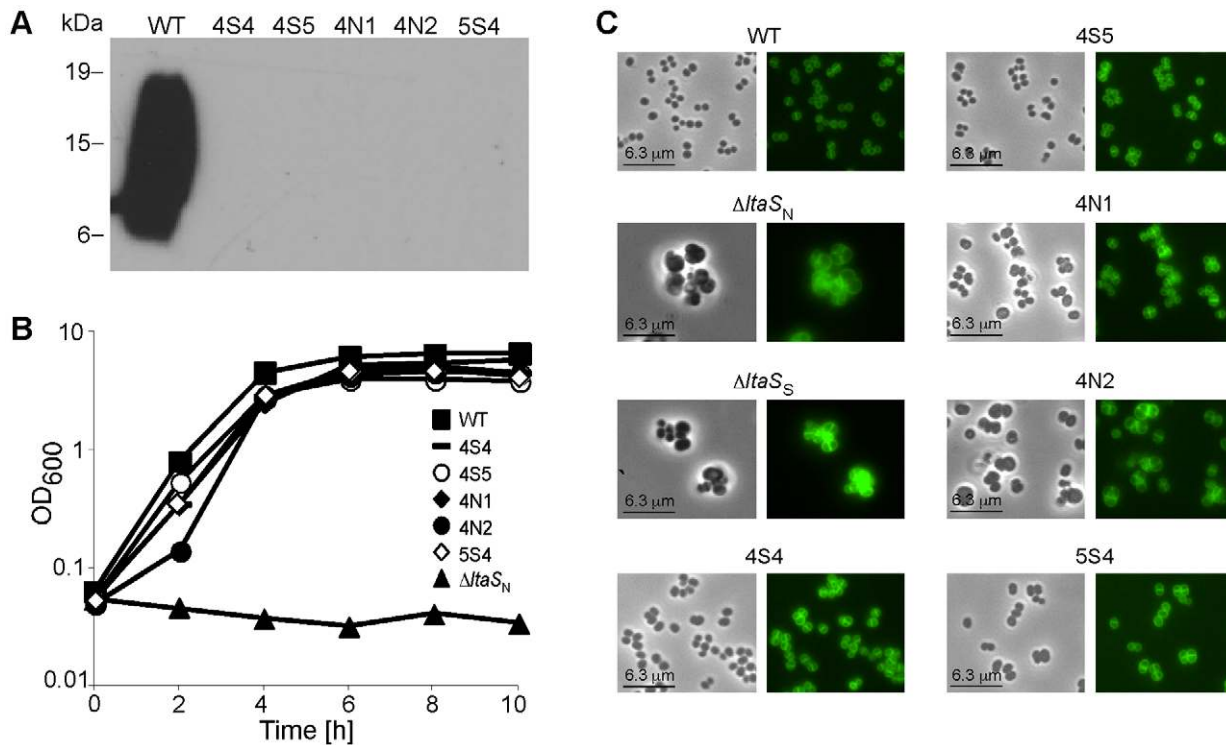 A
kDa WT 4S4 4S5 4N1 4N2 5S4
19–
15–
6–
B
10
1
0.1
0.01
OD600
WT
4S4
4S5
4N1
4N2
5S4
ΔltaSN
0 2 4 6 8 10
Time [h]
C
WT 4S5
6.3 μm 6.3 μm
ΔltaSN 4N1
6.3 μm 6.3 μm
ΔltaSS 4N2
6.3 μm 6.3 μm
4S4 5S4
6.3 μm 6.3 μm